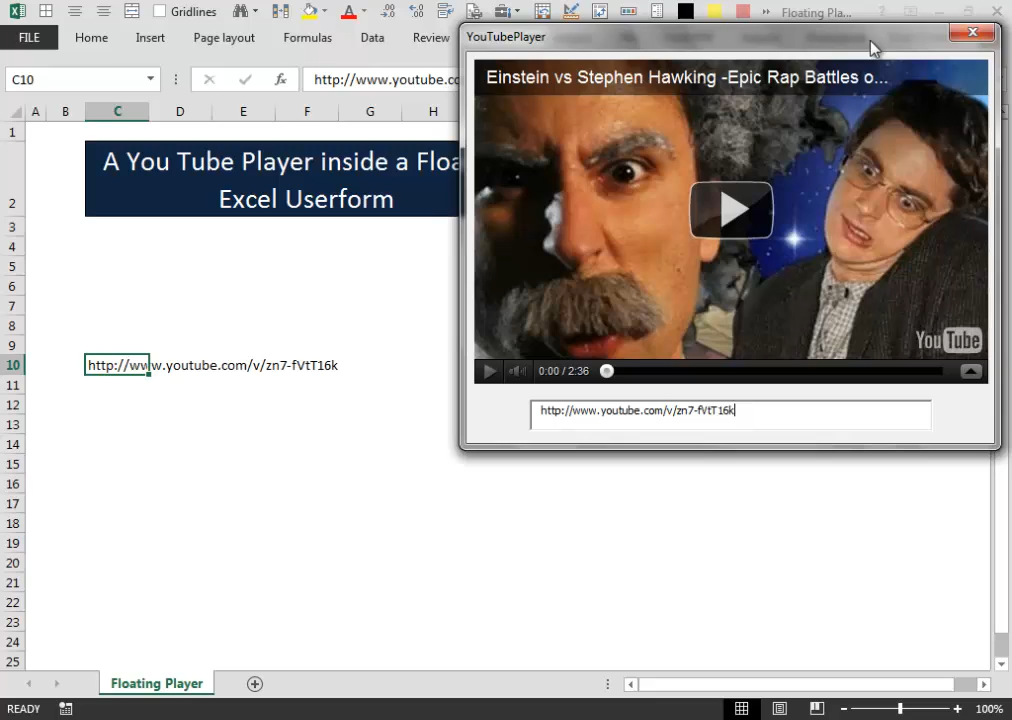 Gridlines
Floating Pla...
FILE
Home
Insert
Page layout
Formulas
Data
Review
YouTubePlayer
C10
http://www.youtube.co
Einstein vs Stephen Hawking -Epic Rap Battles o...
A
B
C
D
E
F
G
H
1
2
3
4
5
6
7
8
9
10
11
12
13
14
15
16
17
18
19
20
21
22
23
24
25
A You Tube Player inside a Floa
Excel Userform
http://www.youtube.com/v/zn7-fVtT16k
YouTube
0:00 / 2:36
http://www.youtube.com/v/zn7-fVtT16k
Floating Player
READY
100%